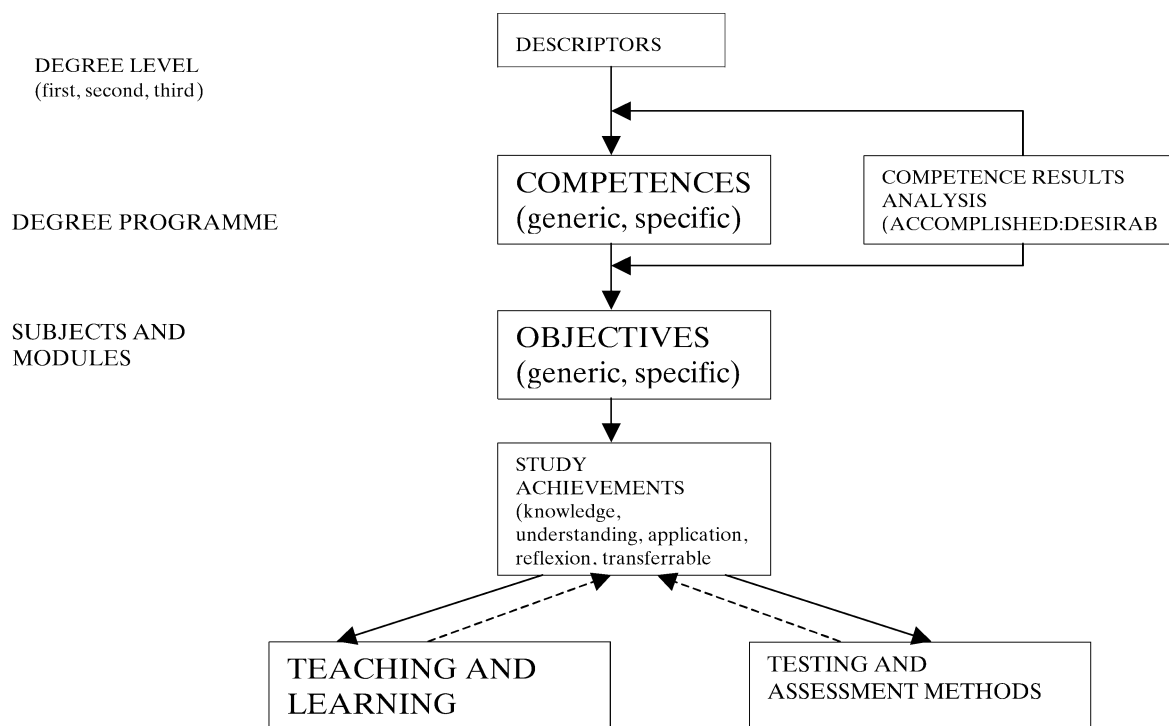 DESCRIPTORS
DEGREE LEVEL
(first, second, third)
COMPETENCES
(generic, specific)
COMPETENCE RESULTS
ANALYSIS
(ACCOMPLISHED:DESIRAB
DEGREE PROGRAMME
SUBJECTS AND
MODULES
OBJECTIVES
(generic, specific)
STUDY
ACHIEVEMENTS
(knowledge,
understanding, application,
reflexion, transferrable
TEACHING AND
LEARNING
TESTING AND
ASSESSMENT METHODS